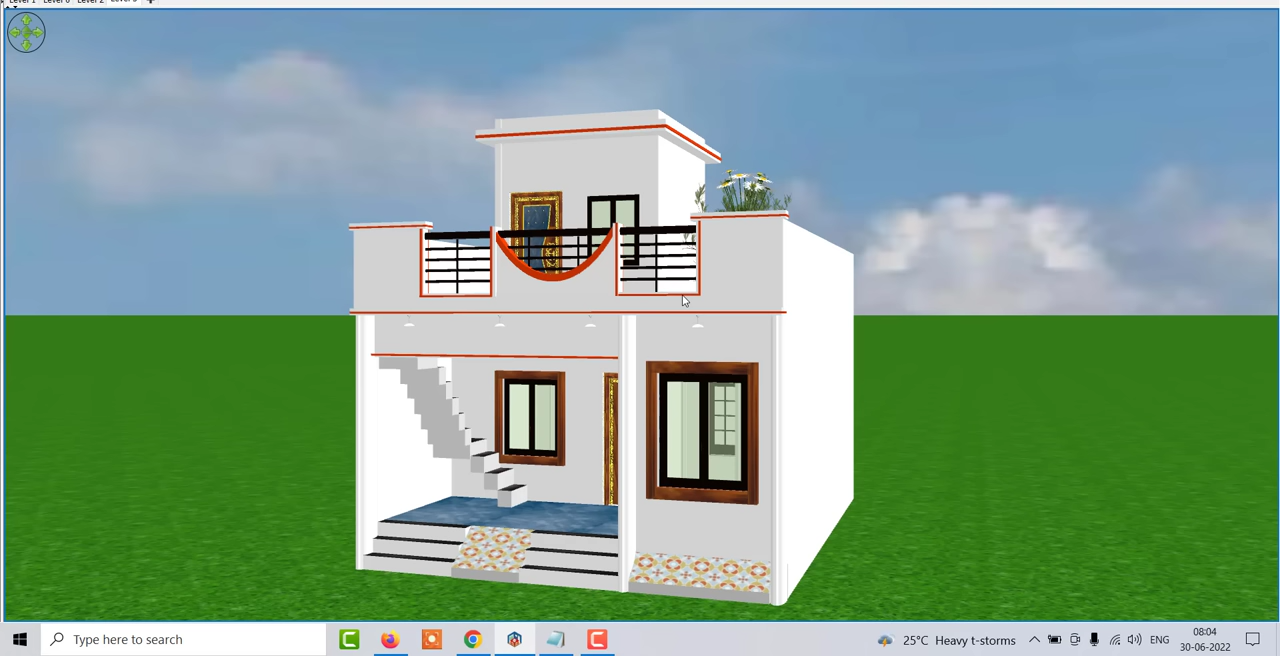 Level 1 Level 0 Level 2
Type here to search
25°C Heavy t-storms
ENG
08:04
30-06-2022